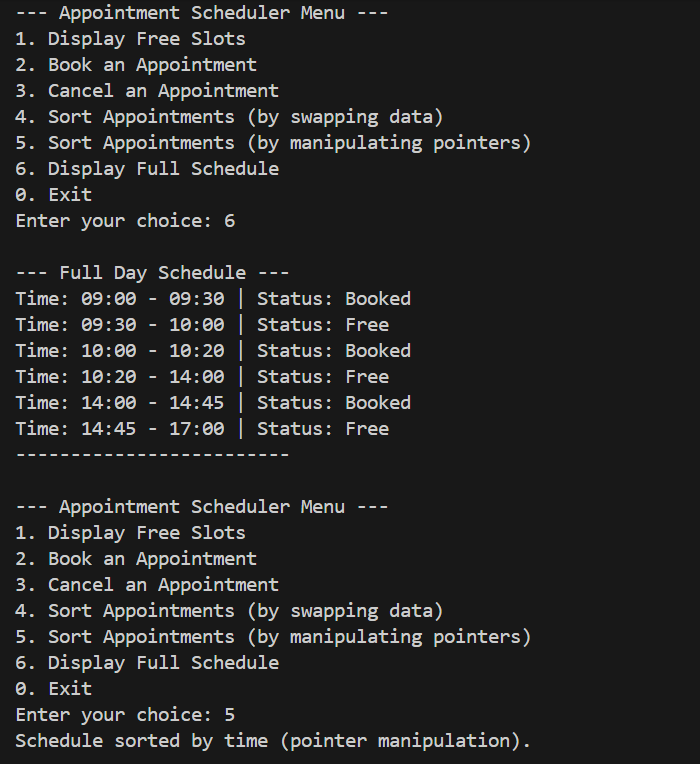 --- Appointment Scheduler Menu ---
1. Display Free Slots
2. Book an Appointment
3. Cancel an Appointment
4. Sort Appointments (by swapping data)
5. Sort Appointments (by manipulating pointers)
6. Display Full Schedule
0. Exit
Enter your choice: 6
--- Full Day Schedule ---
Time: 09:00 - 09:30 | Status: Booked
Time: 09:30 - 10:00 | Status: Free
Time: 10:00 - 10:20 | Status: Booked
Time: 10:20 - 14:00 | Status: Free
Time: 14:00 - 14:45 | Status: Booked
Time: 14:45 - 17:00 | Status: Free
-------------------------
--- Appointment Scheduler Menu ---
1. Display Free Slots
2. Book an Appointment
3. Cancel an Appointment
4. Sort Appointments (by swapping data)
5. Sort Appointments (by manipulating pointers)
6. Display Full Schedule
0. Exit
Enter your choice: 5
Schedule sorted by time (pointer manipulation).